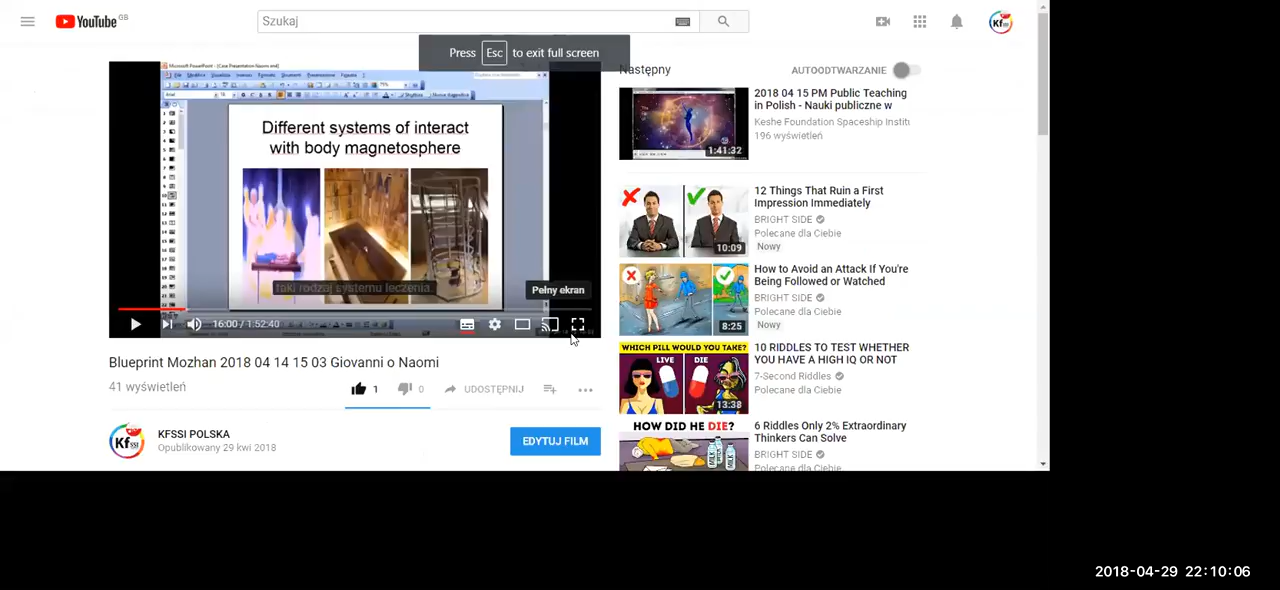 YouTube GB
Szukaj
Press Esc to exit full screen
Następny
AUTOODTWARZANIE
Different systems of interact
with body magnetosphere
taki rodzaj systemu leczenia
Pełny ekran
16:00 / 1:52:40
Blueprint Mozhan 2018 04 14 15 03 Giovanni o Naomi
41 wyświetleń
1
0
UDOSTĘPNIJ
KFSSI POLSKA
Opublikowany 29 kwi 2018
EDYTUJ FILM
2018 04 15 PM Public Teaching
in Polish - Nauki publiczne w
Keshe Foundation Spaceship Institu
196 wyświetleń
1:41:32
12 Things That Ruin a First
Impression Immediately
BRIGHT SIDE
Polecane dla Ciebie
Nowy
10:09
How to Avoid an Attack If You're
Being Followed or Watched
BRIGHT SIDE
Polecane dla Ciebie
Nowy
8:25
WHICH PILL WOULD YOU TAKE?
LIVE DIE
13:38
10 RIDDLES TO TEST WHETHER
YOU HAVE A HIGH IQ OR NOT
7-Second Riddles
Polecane dla Ciebie
HOW DID HE DIE?
MILK
6 Riddles Only 2% Extraordinary
Thinkers Can Solve
BRIGHT SIDE
Polecane dla Ciebie
2018-04-29 22:10:06